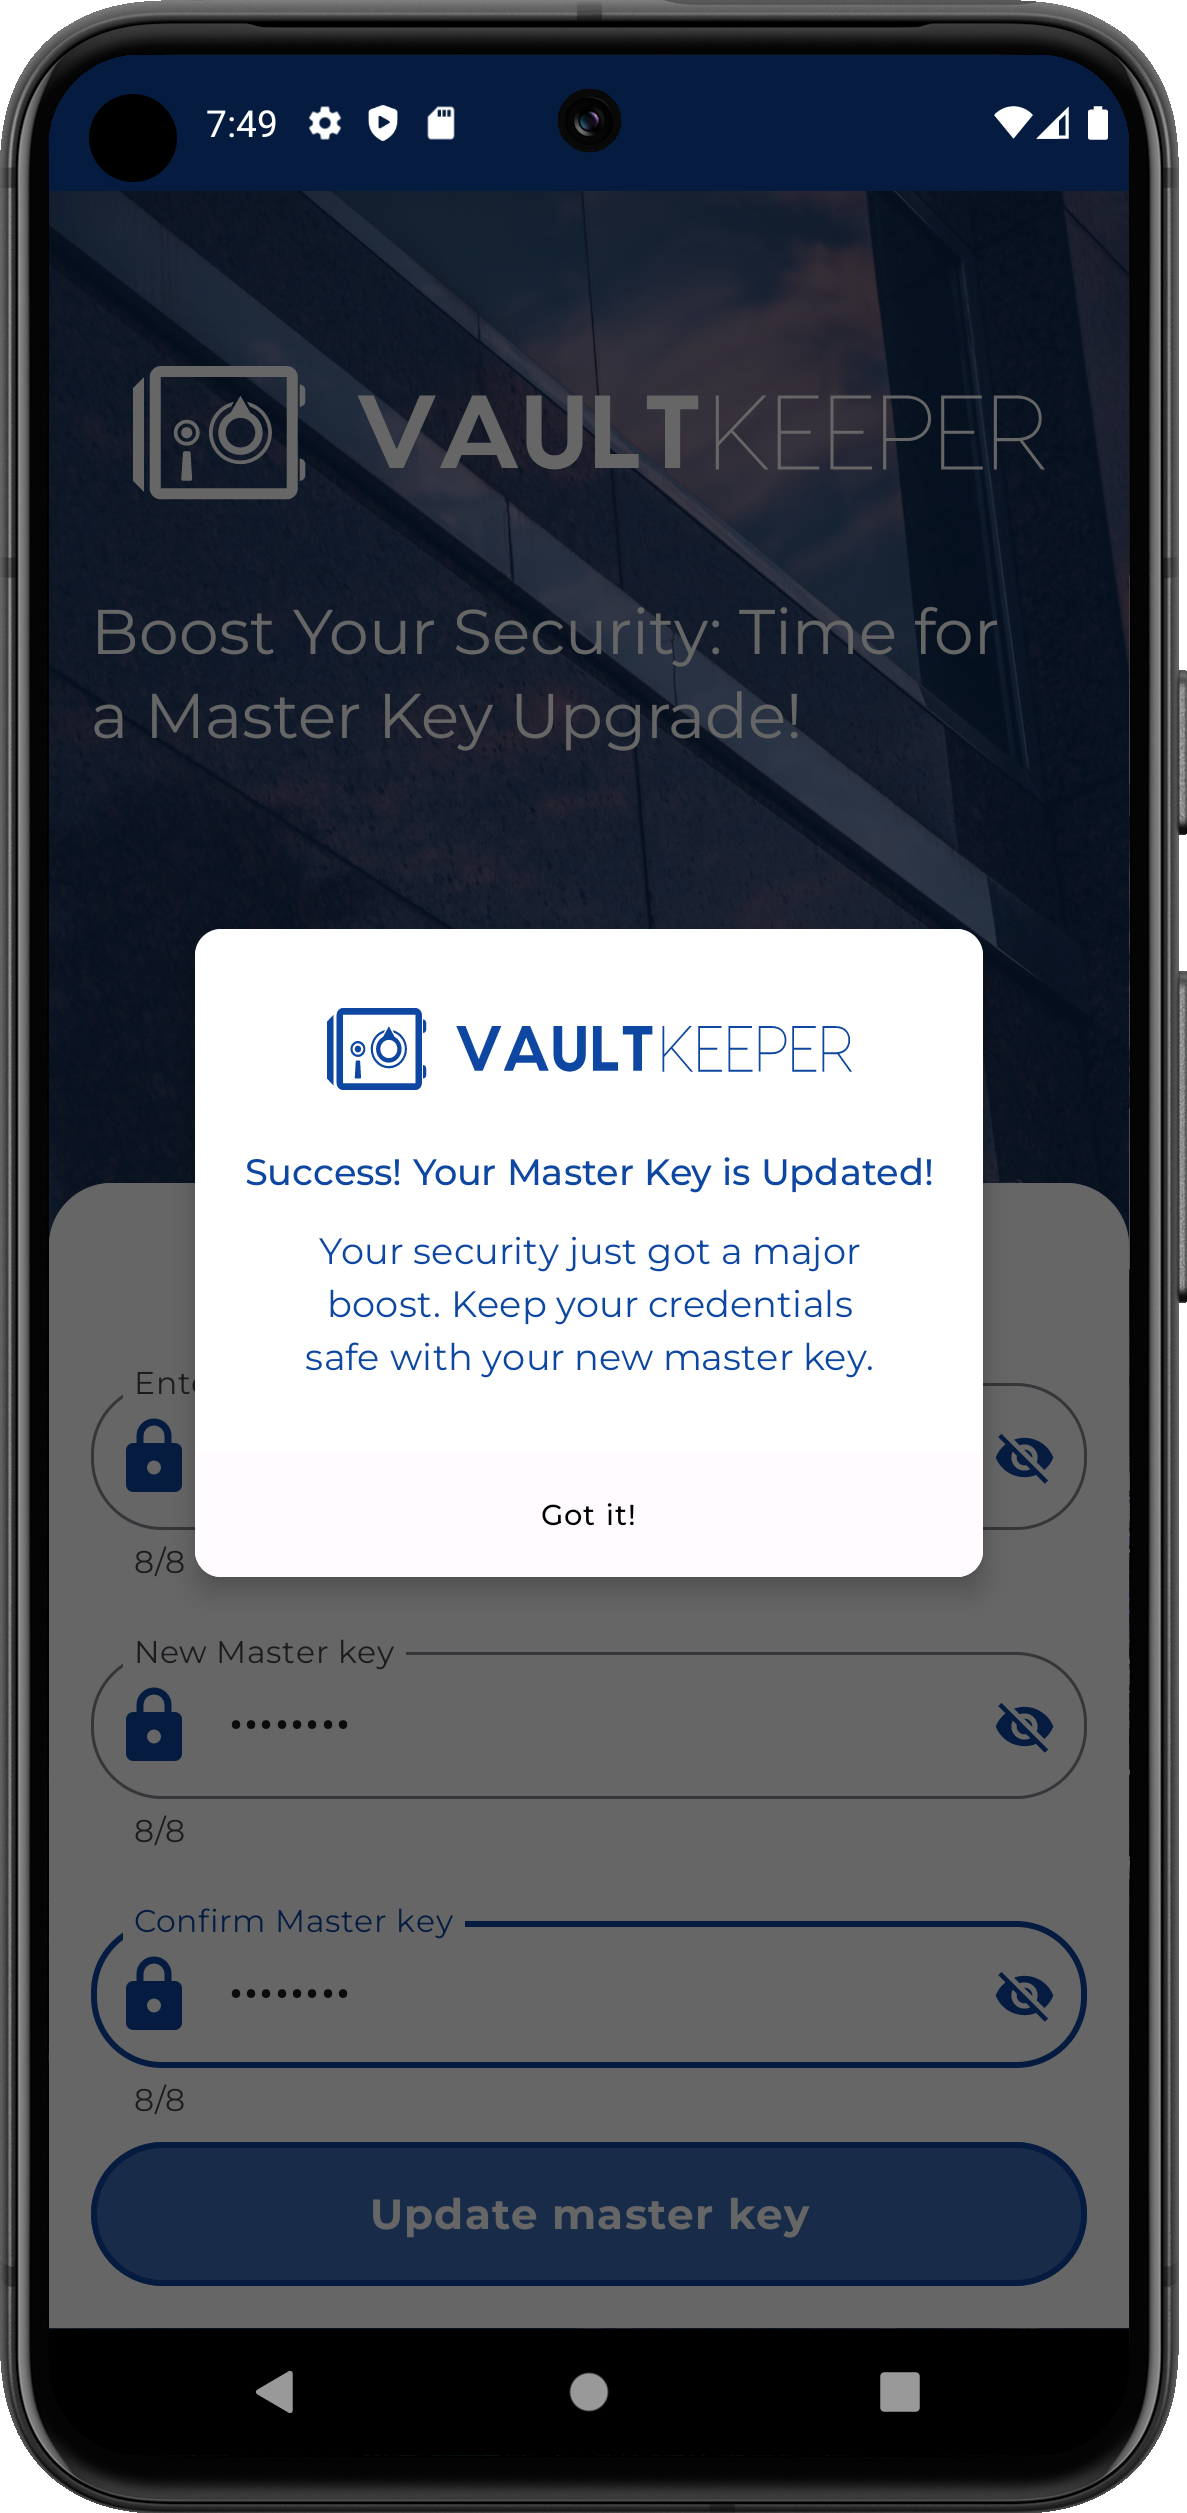 7:49
VAULTKEEPER
Boost Your Security: Time for
a Master Key Upgrade!
VAULTKEEPER
Success! Your Master Key is Updated!
Your security just got a major
boost. Keep your credentials
safe with your new master key.
Got it!
8/8
New Master key
••••••••
8/8
Confirm Master key
••••••••
8/8
Update master key